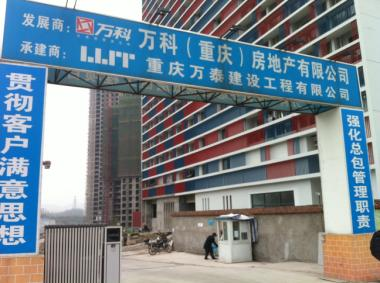 发展商：万科 万科（重庆）房地产有限公司
承建商：重庆万泰建设工程有限公司
贯彻客户满意思想
强化总包管理职责